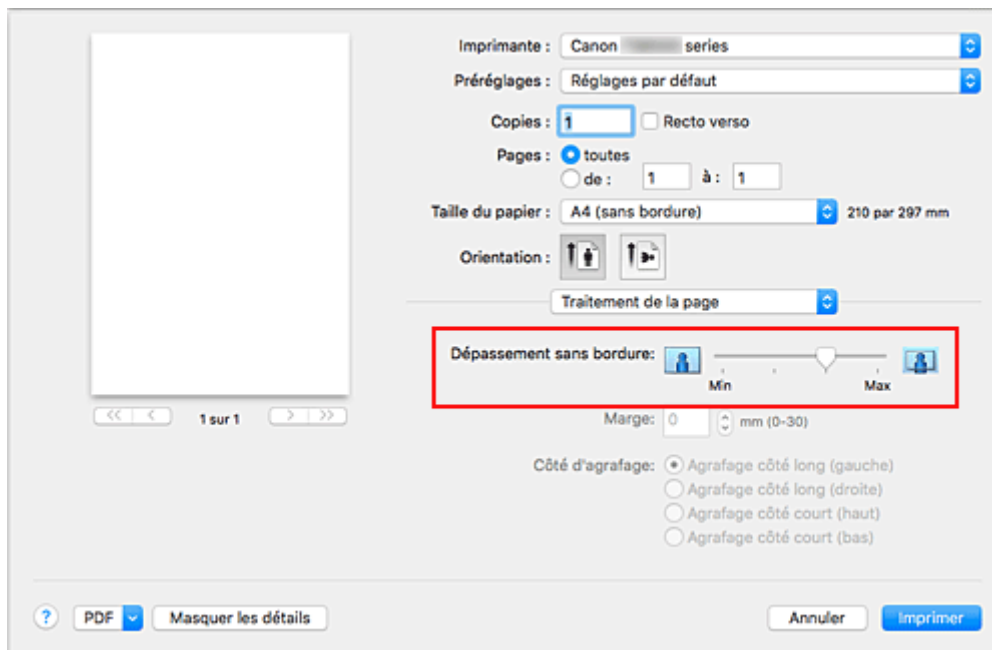 Imprimante : Canon series
Préréglages : Réglages par défaut
Copies : 1 Recto verso
Pages : toutes
de : 1 à : 1
Taille du papier : A4 (sans bordure) 210 par 297 mm
Orientation :
Traitement de la page
Dépassement sans bordure:
Min Max
<< < 1 sur 1 > >>
Marge: 0 mm (0-30)
Côté d'agrafage: Agrafage côté long (gauche)
Agrafage côté long (droite)
Agrafage côté court (haut)
Agrafage côté court (bas)
? PDF Masquer les détails Annuler Imprimer